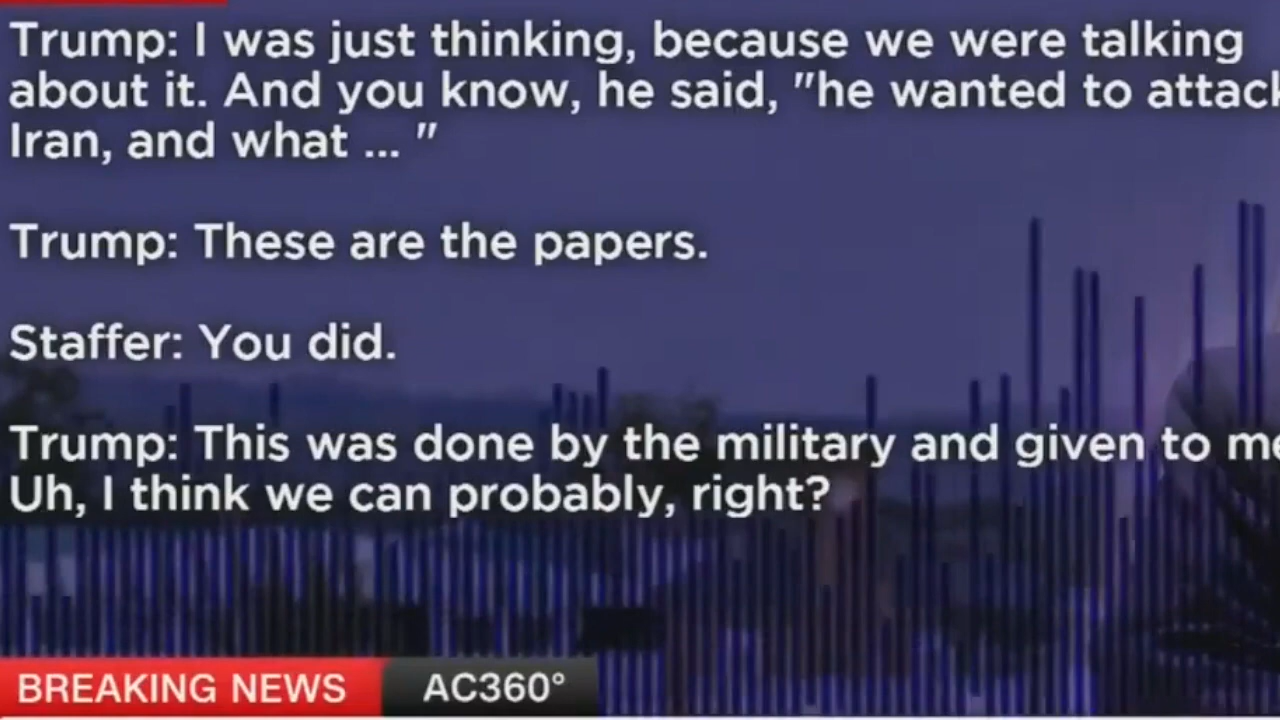 Trump: I was just thinking, because we were talking
about it. And you know, he said, "he wanted to attack
Iran, and what ... "
Trump: These are the papers.
Staffer: You did.
Trump: This was done by the military and given to me
Uh, I think we can probably, right?
BREAKING NEWS AC360°